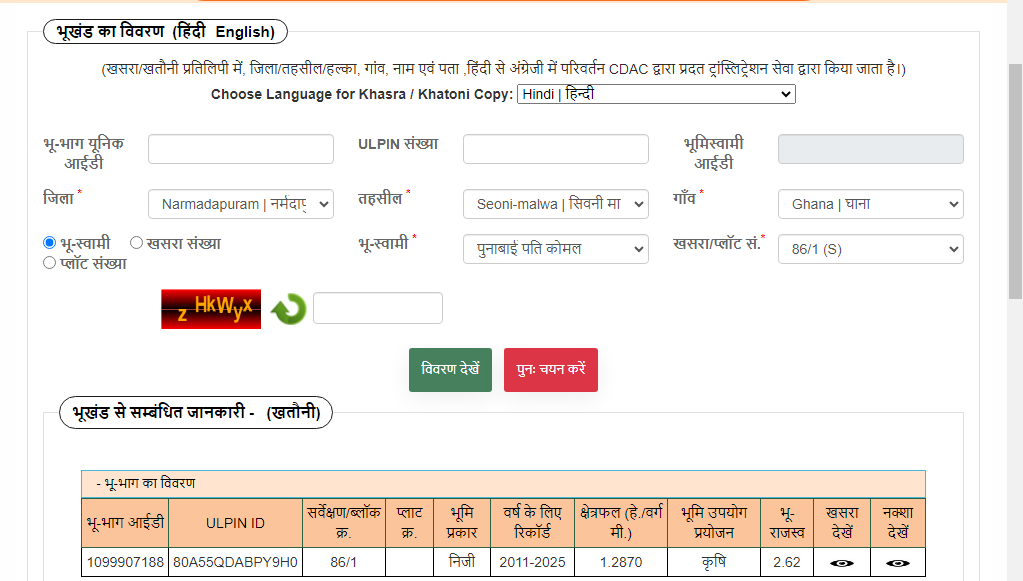 भूखंड का विवरण (हिंदी English)
(खसरा/खतौनी प्रतिलिपी में, जिला/तहसील/हल्का, गांव, नाम एवं पता ,हिंदी से अंग्रेजी में परिवर्तन CDAC द्वारा प्रदत ट्रांस्लिट्रेशन सेवा द्वारा किया जाता है।)
Choose Language for Khasra / Khatoni Copy: Hindi | हिन्दी
भू-भाग यूनिक आईडी
ULPIN संख्या
भूमिस्वामी आईडी
जिला * Narmadapuram | नर्मदापु
तहसील * Seoni-malwa | सिवनी मा
गाँव * Ghana | घाना
भू-स्वामी खसरा संख्या
प्लॉट संख्या
भू-स्वामी * पुनाबाई पति कोमल
खसरा/प्लॉट सं.* 86/1 (S)
z HkWyx
विवरण देखें पुनः चयन करें
भूखंड से सम्बंधित जानकारी - (खतौनी)
- भू-भाग का विवरण
भू-भाग आईडी ULPIN ID सर्वेक्षण/ब्लॉक क्र. प्लाट क्र. भूमि प्रकार वर्ष के लिए रिकॉर्ड क्षेत्रफल (हे./वर्ग मी.) भूमि उपयोग प्रयोजन भू-राजस्व खसरा देखें नक्शा देखें
1099907188 80A55QDABPY9H0 86/1 निजी 2011-2025 1.2870 कृषि 2.62